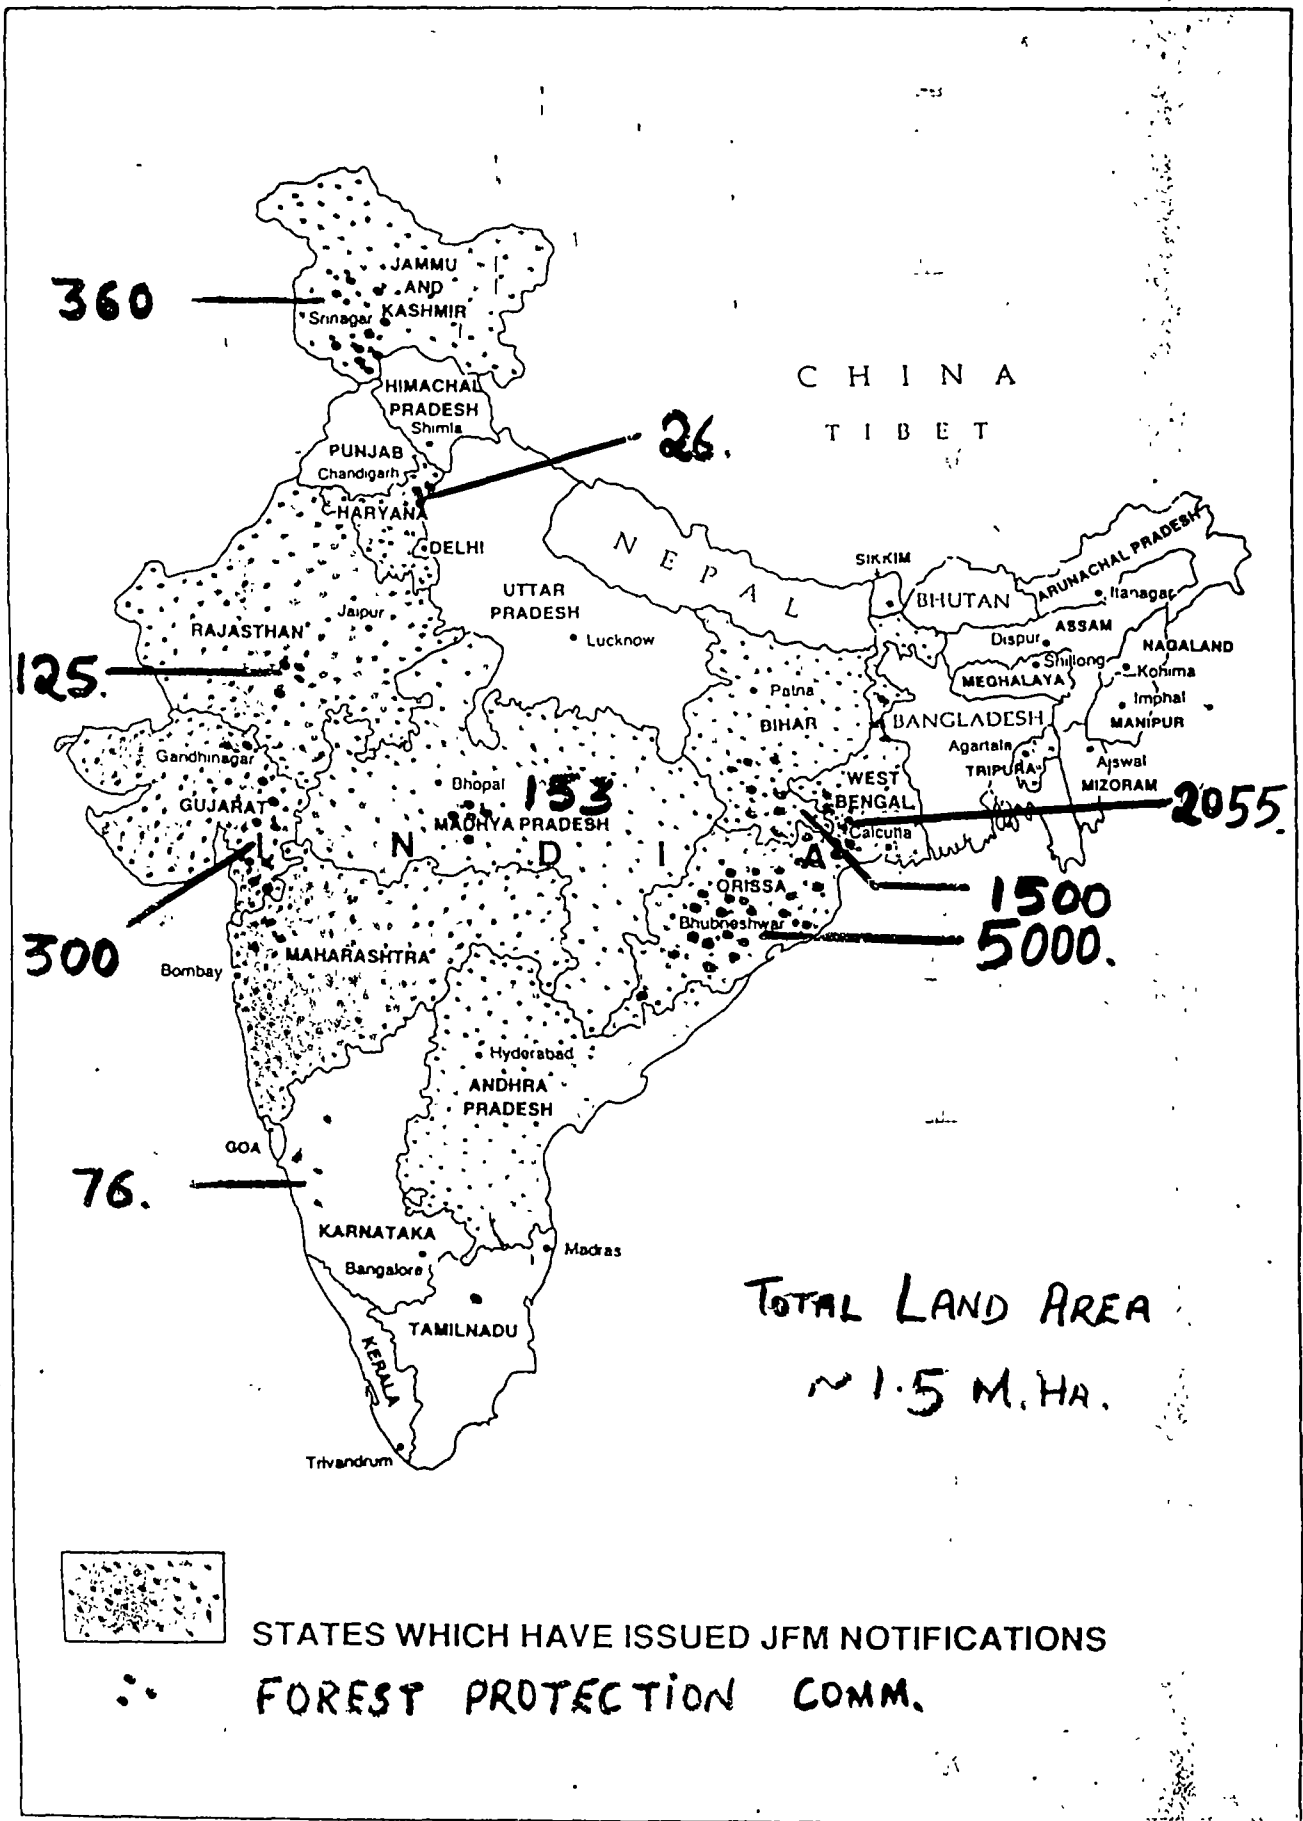 JAMMU
AND
KASHMIR
360
Srinagar
HIMACHAL
PRADESH
Shimla
CHINA
TIBET
26.
PUNJAB
Chandigarh
HARYANA
DELHI
NEPAL
SIKKIM
BHUTAN
ARUNACHAL PRADESH
Itanagar
UTTAR
PRADESH
Lucknow
Jaipur
RAJASTHAN
125.
Dispur
ASSAM
NAGALAND
Shillong
MEGHALAYA
Kohima
Imphal
MANIPUR
Patna
BIHAR
BANGLADESH
Agartala
TRIPURA
Ajswal
MIZORAM
Gandhinagar
GUJARAT
Bhopal
153
MADHYA PRADESH
WEST
BENGAL
Calcutta
2055.
INDIA
ORISSA
Bhubneshwar
1500
5000.
300
Bombay
MAHARASHTRA
Hyderabad
ANDHRA
PRADESH
GOA
76.
KARNATAKA
Bangalore
Madras
TAMILNADU
KERALA
Trivandrum
TOTAL LAND AREA
~ 1.5 M. HA.
STATES WHICH HAVE ISSUED JFM NOTIFICATIONS
FOREST PROTECTION COMM.